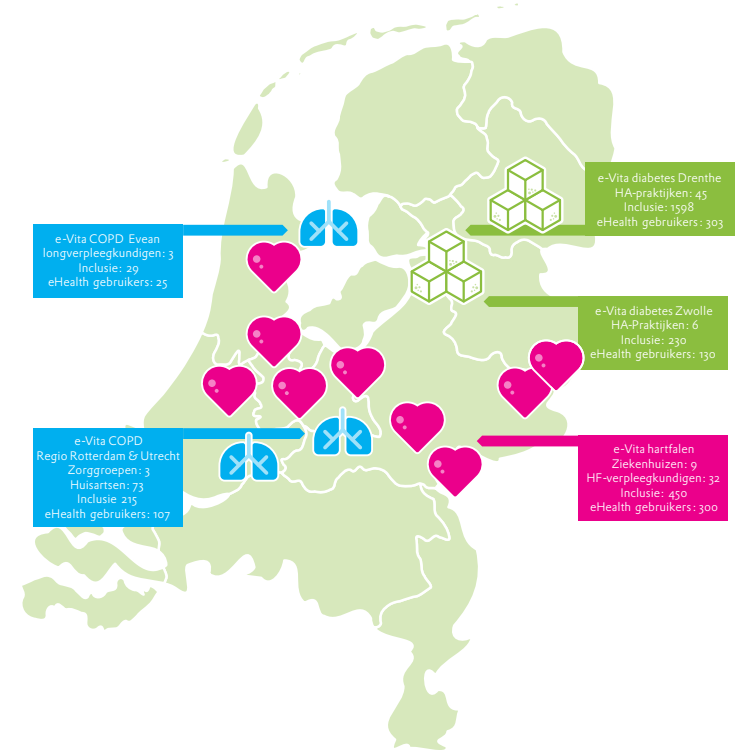 e-Vita diabetes Drenthe
HA-praktijken: 45
Inclusie: 1598
eHealth gebruikers: 303
e-Vita COPD Evean
longverpleegkundigen: 3
Inclusie: 29
eHealth gebruikers: 25
e-Vita diabetes Zwolle
HA-Praktijken: 6
Inclusie: 230
eHealth gebruikers: 130
e-Vita COPD
Regio Rotterdam & Utrecht
Zorggroepen: 3
Huisartsen: 73
Inclusie 215
eHealth gebruikers: 107
e-Vita hartfalen
Ziekenhuizen: 9
HF-verpleegkundigen: 32
Inclusie: 450
eHealth gebruikers: 300